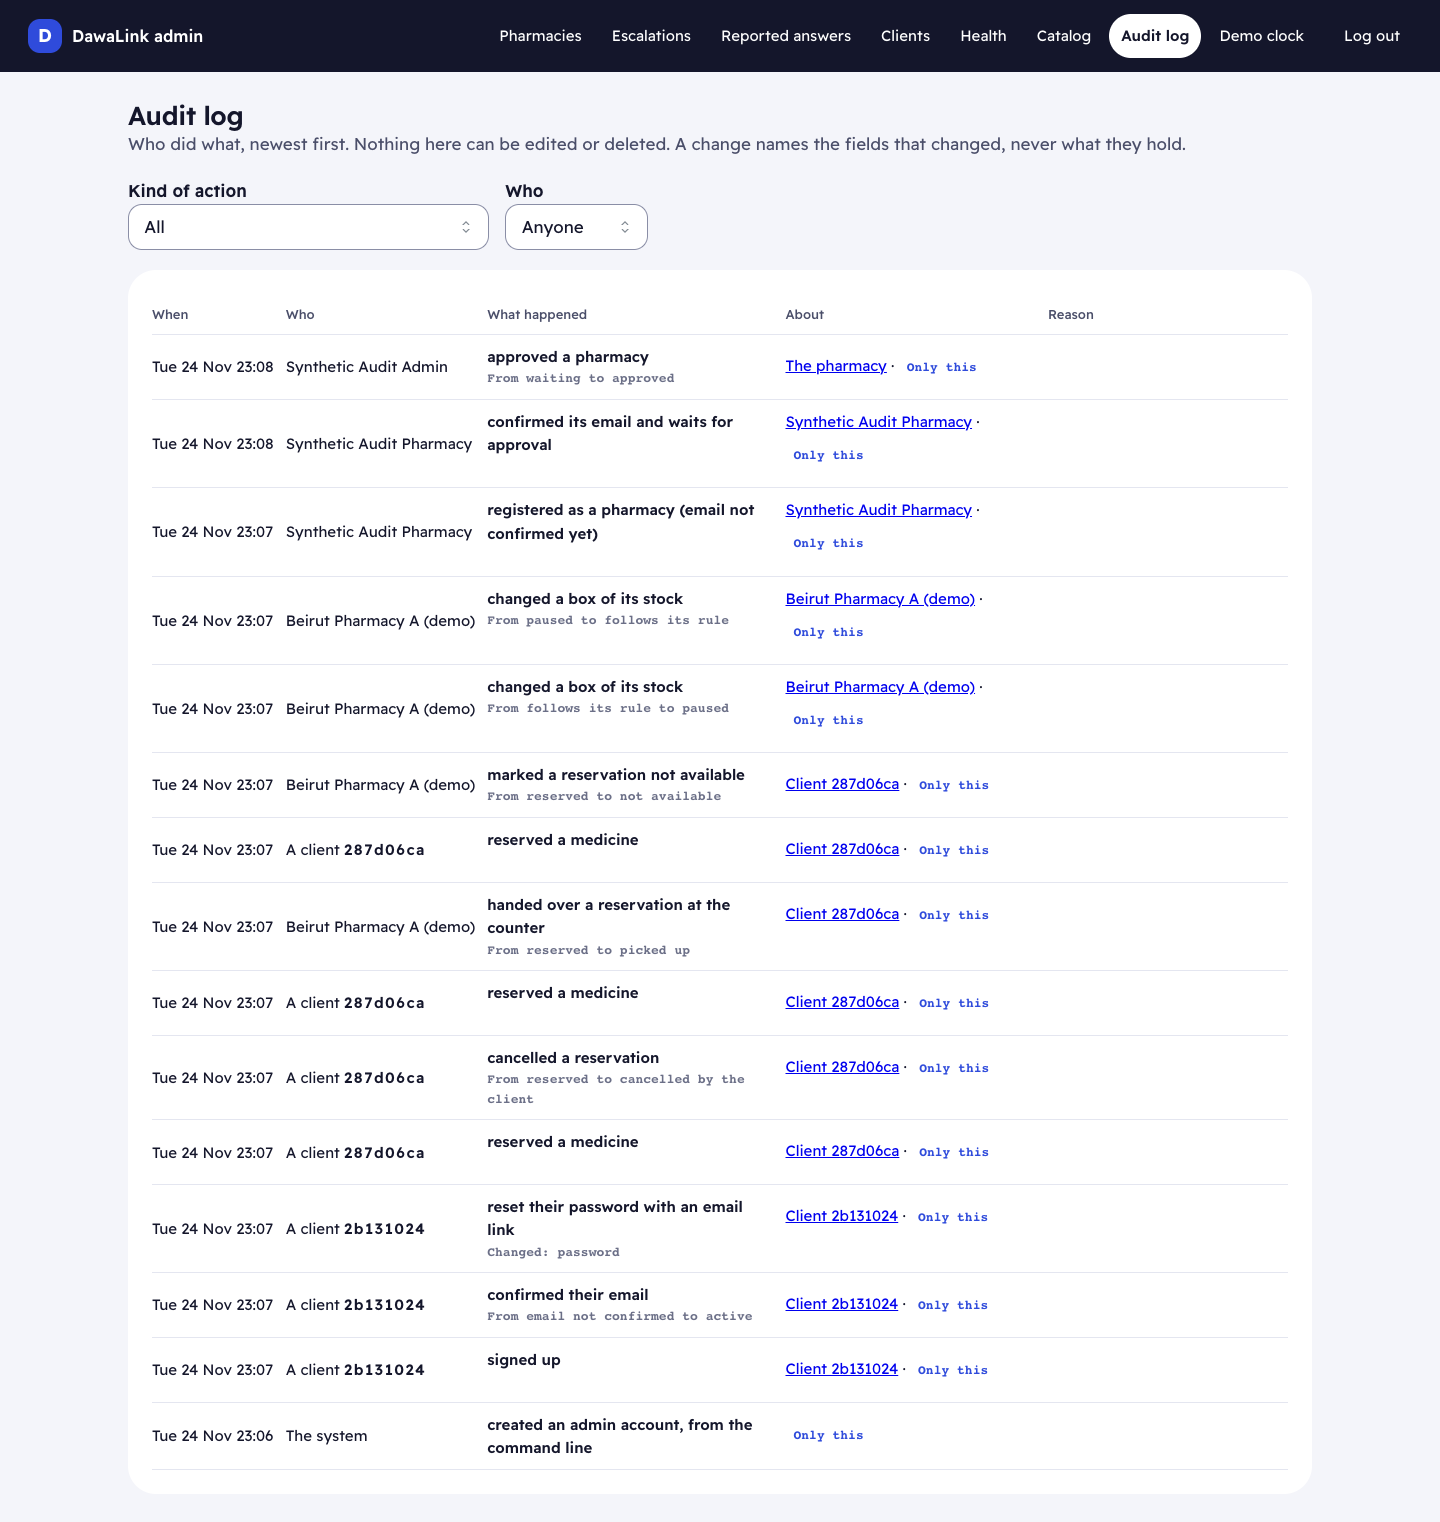 D DawaLink admin Pharmacies Escalations Reported answers Clients Health Catalog Audit log Demo clock Log out
Audit log
Who did what, newest first. Nothing here can be edited or deleted. A change names the fields that changed, never what they hold.
Kind of action Who
All Anyone
When Who What happened About Reason
Tue 24 Nov 23:08 Synthetic Audit Admin approved a pharmacy The pharmacy · Only this
From waiting to approved
Tue 24 Nov 23:08 Synthetic Audit Pharmacy confirmed its email and waits for Synthetic Audit Pharmacy ·
approval Only this
Tue 24 Nov 23:07 Synthetic Audit Pharmacy registered as a pharmacy (email not Synthetic Audit Pharmacy ·
confirmed yet) Only this
Tue 24 Nov 23:07 Beirut Pharmacy A (demo) changed a box of its stock Beirut Pharmacy A (demo) ·
From paused to follows its rule Only this
Tue 24 Nov 23:07 Beirut Pharmacy A (demo) changed a box of its stock Beirut Pharmacy A (demo) ·
From follows its rule to paused Only this
Tue 24 Nov 23:07 Beirut Pharmacy A (demo) marked a reservation not available Client 287d06ca · Only this
From reserved to not available
Tue 24 Nov 23:07 A client 287d06ca reserved a medicine Client 287d06ca · Only this
Tue 24 Nov 23:07 Beirut Pharmacy A (demo) handed over a reservation at the Client 287d06ca · Only this
counter
From reserved to picked up
Tue 24 Nov 23:07 A client 287d06ca reserved a medicine Client 287d06ca · Only this
Tue 24 Nov 23:07 A client 287d06ca cancelled a reservation Client 287d06ca · Only this
From reserved to cancelled by the
client
Tue 24 Nov 23:07 A client 287d06ca reserved a medicine Client 287d06ca · Only this
Tue 24 Nov 23:07 A client 2b131024 reset their password with an email Client 2b131024 · Only this
link
Changed: password
Tue 24 Nov 23:07 A client 2b131024 confirmed their email Client 2b131024 · Only this
From email not confirmed to active
Tue 24 Nov 23:07 A client 2b131024 signed up Client 2b131024 · Only this
Tue 24 Nov 23:06 The system created an admin account, from the Only this
command line